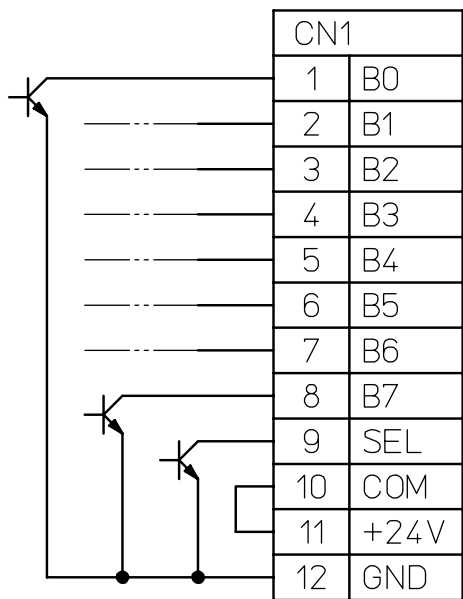 CN1
1 B0
2 B1
3 B2
4 B3
5 B4
6 B5
7 B6
8 B7
9 SEL
10 COM
11 +24V
12 GND